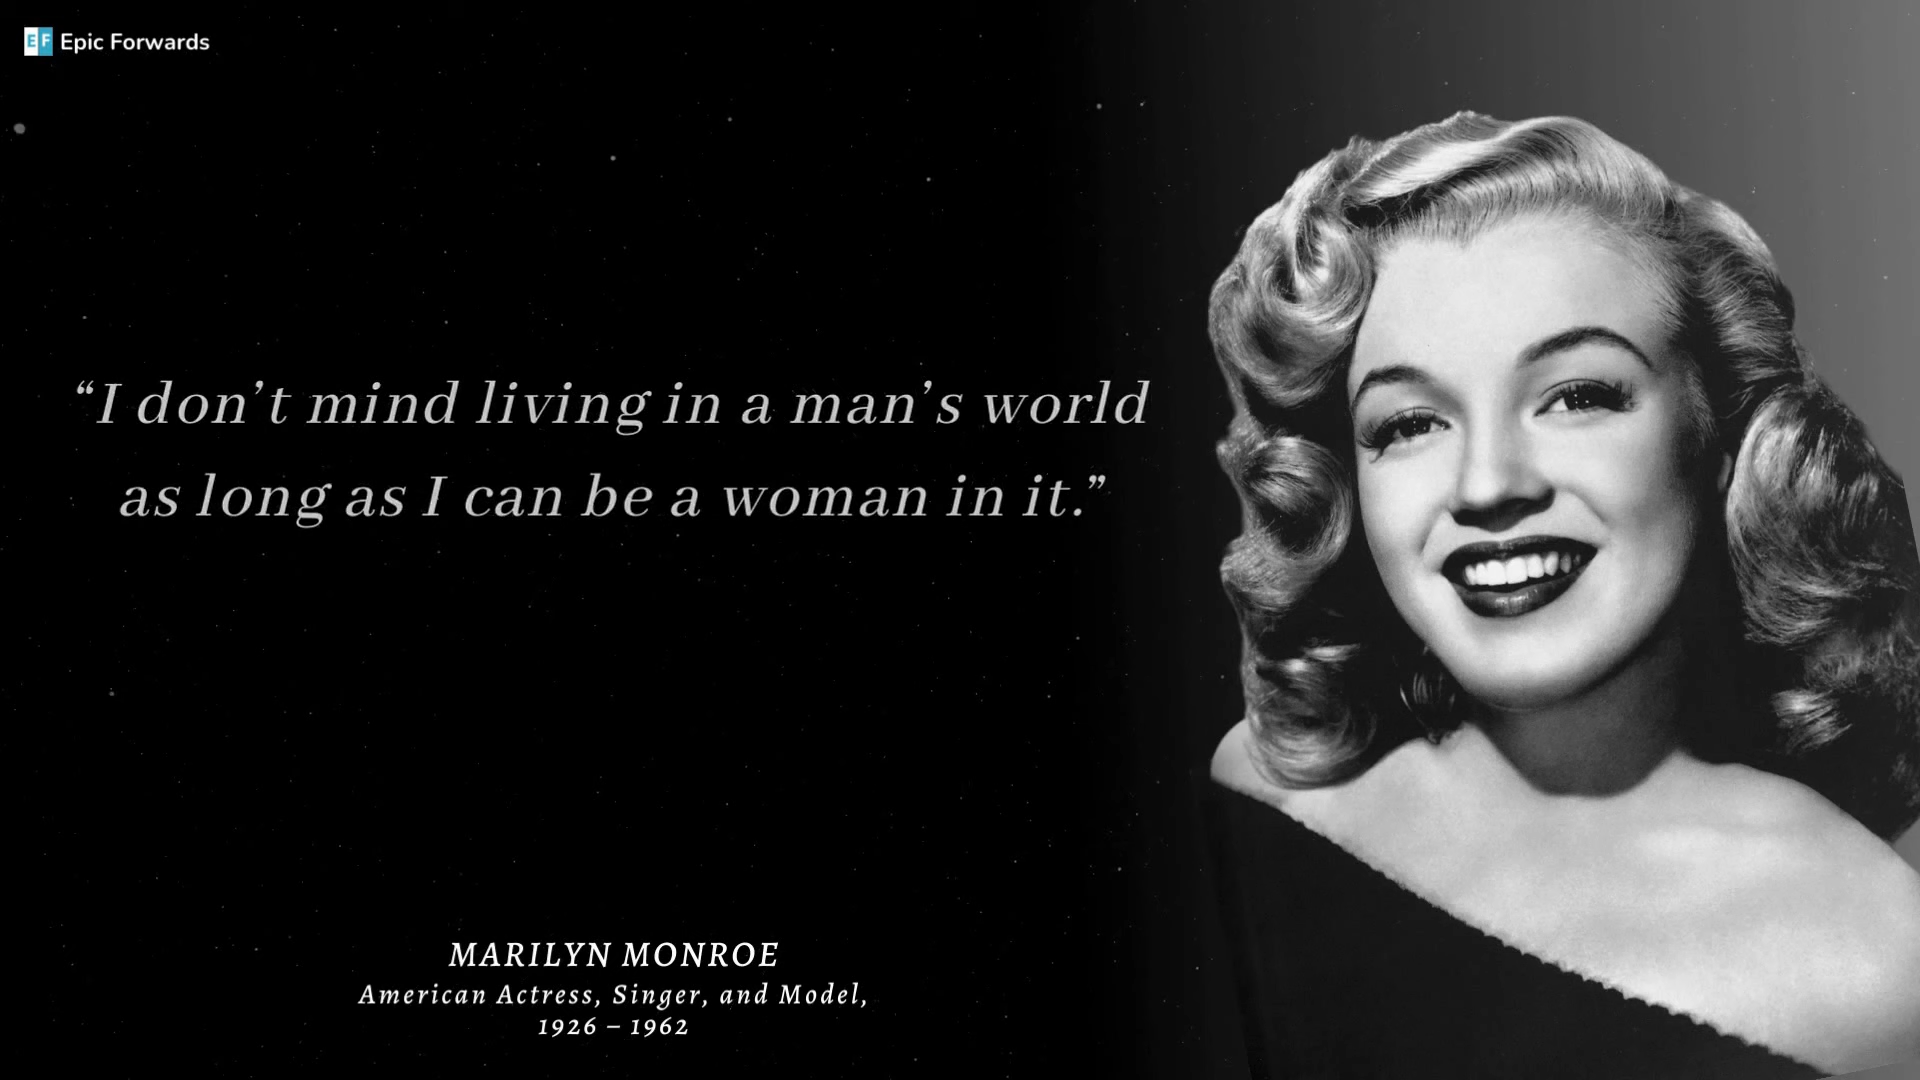 EF Epic Forwards
“I don’t mind living in a man’s world
as long as I can be a woman in it.”
MARILYN MONROE
American Actress, Singer, and Model,
1926 – 1962